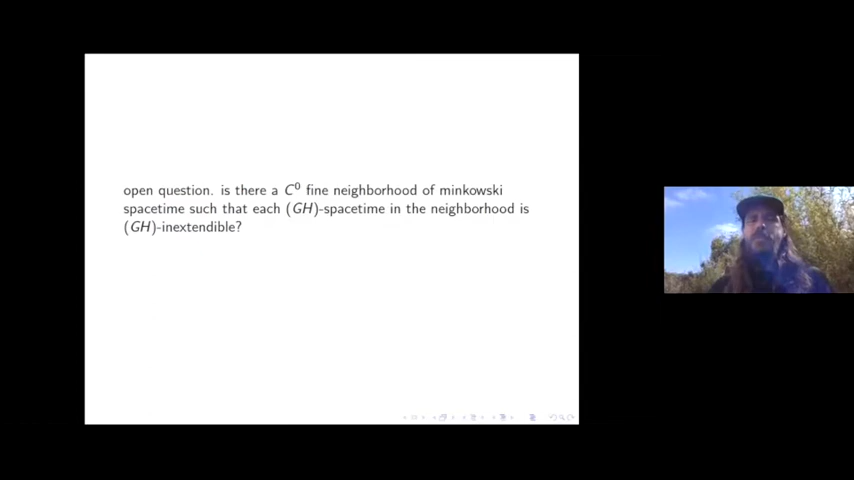 open question. is there a C⁰ fine neighborhood of minkowski
spacetime such that each (GH)-spacetime in the neighborhood is
(GH)-inextendible?